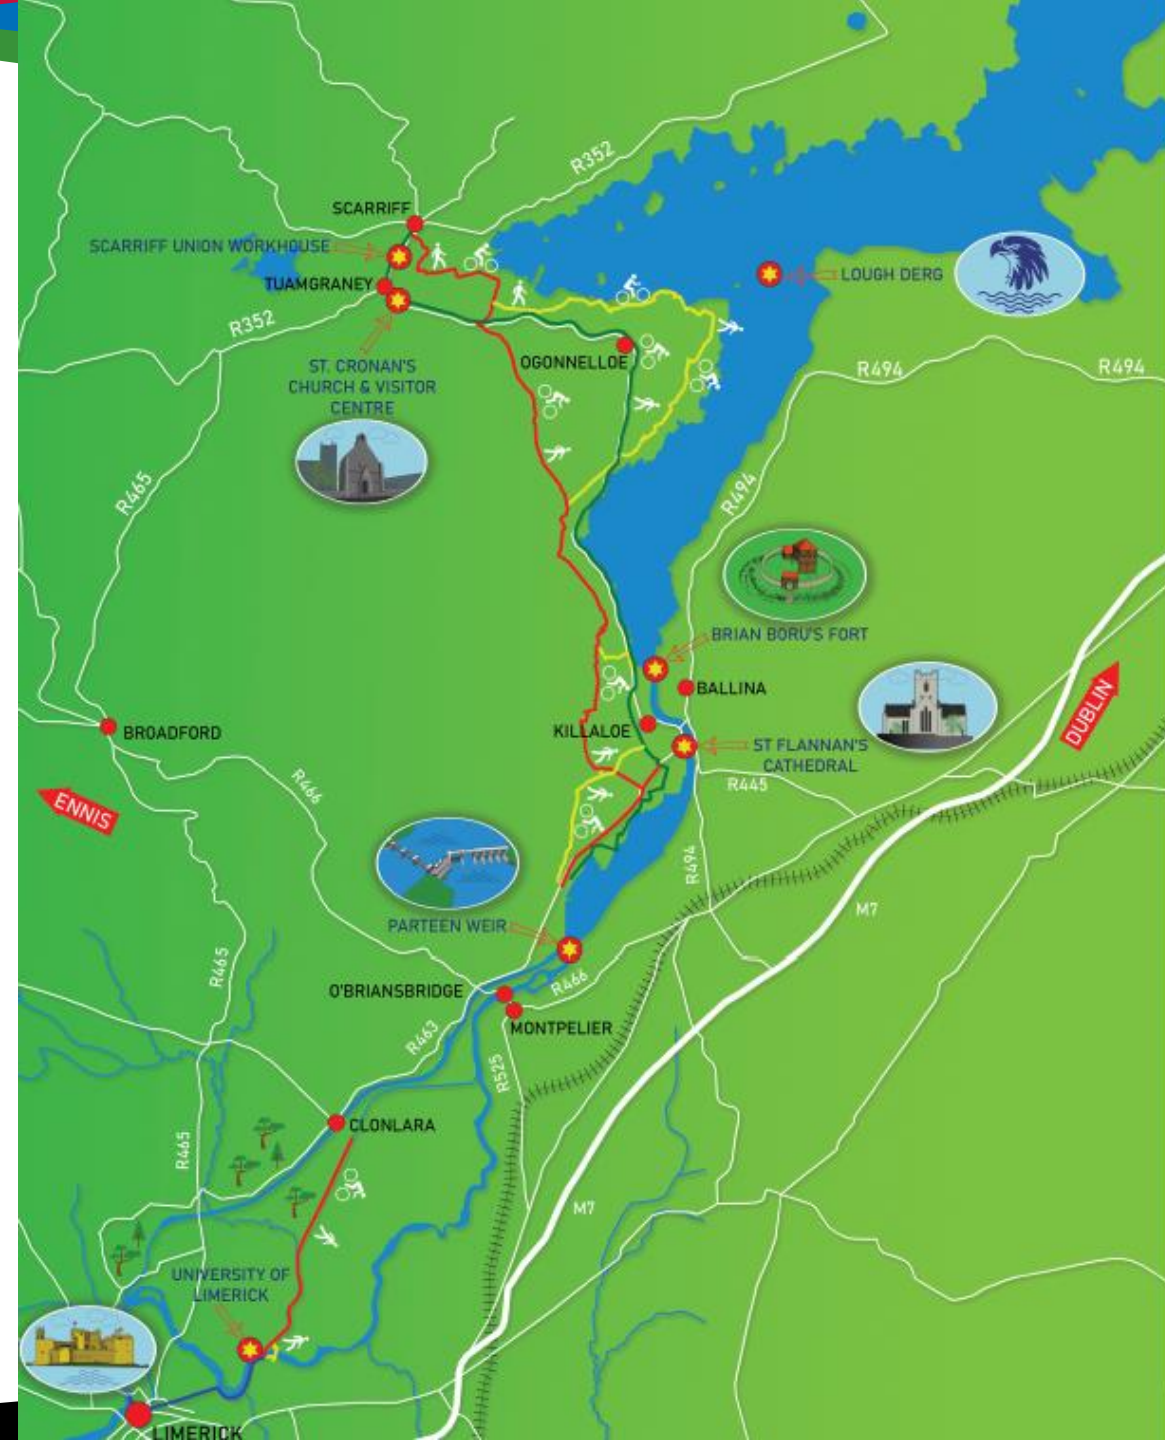 R352
SCARRIFF
SCARRIFF UNION WORKHOUSE
LOUGH DERG
TUAMGRANEY
R352
ST. CRONAN'S
CHURCH & VISITOR
CENTRE
OGONNELLOE
R494
R494
R465
R494
BRIAN BORU'S FORT
BALLINA
DUBLIN
BROADFORD
KILLALOE
ST FLANNAN'S
CATHEDRAL
R445
R466
ENNIS
R494
M7
PARTEEN WEIR
R465
O'BRIANSBRIDGE
R466
MONTPELIER
R463
R525
CLONLARA
R465
M7
UNIVERSITY OF
LIMERICK
LIMERICK